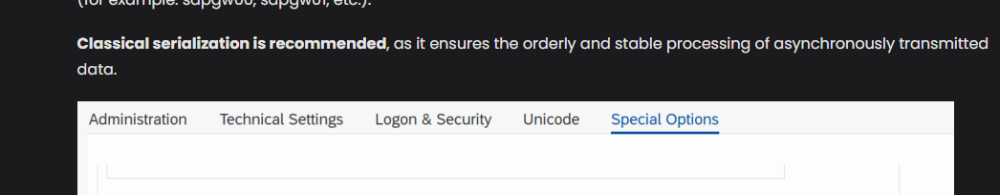 (for example: sapgw00, sapgw01, etc.).
Classical serialization is recommended, as it ensures the orderly and stable processing of asynchronously transmitted
data.
Administration Technical Settings Logon & Security Unicode Special Options